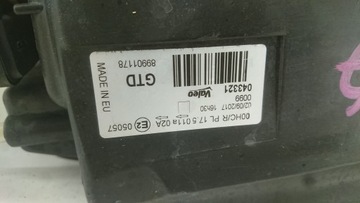 00HC/R PL 17.5 011a 02A E2 05057
02/09/2017 16h30
0099
043321 Valeo
GTD
89901178
MADE IN EU